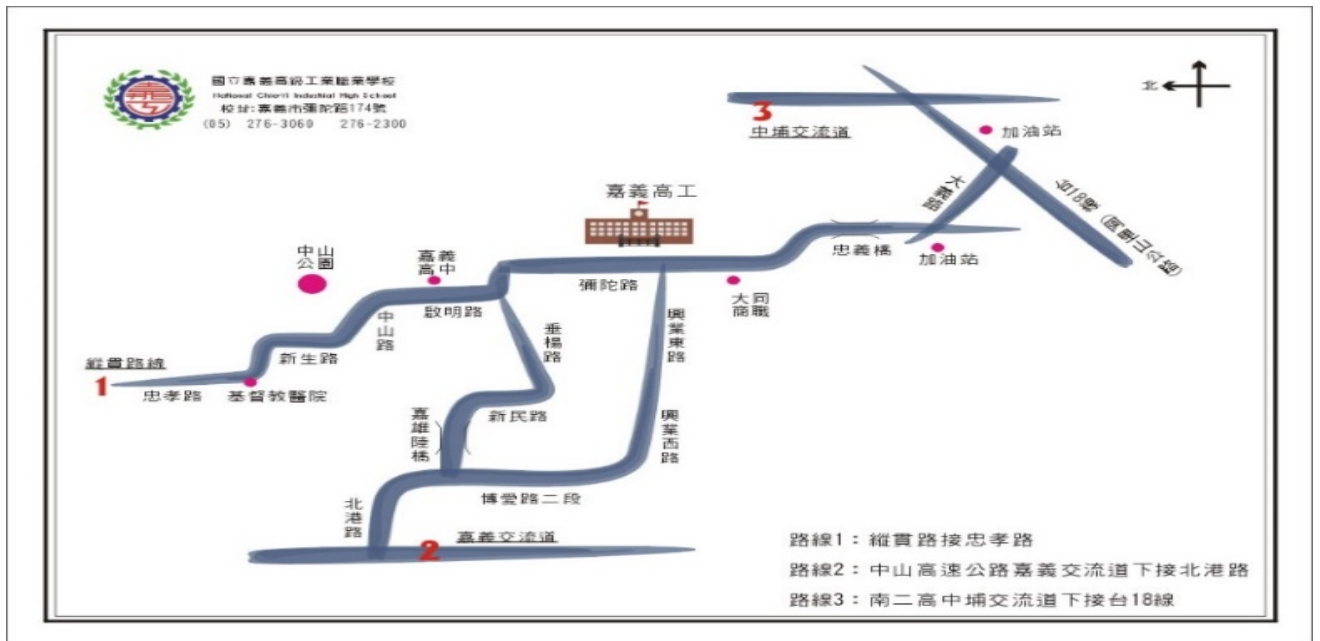 國立嘉義高級工業職業學校
National Chia-Yi Industrial High School
校址:嘉義市彌陀路174號
(05) 276-3060 276-2300
北
3
中埔交流道
加油站
嘉義高工
大義路
台18線 (阿里山公路)
中山
公園
嘉義
高中
忠義橋
加油站
彌陀路
大同
商職
啟明路
中山路
垂楊路
興業東路
新生路
縱貫路線
1
忠孝路
基督教醫院
嘉雄陸橋
新民路
興業西路
北港路
博愛路二段
嘉義交流道
2
路線1:縱貫路接忠孝路
路線2:中山高速公路嘉義交流道下接北港路
路線3:南二高中埔交流道下接台18線